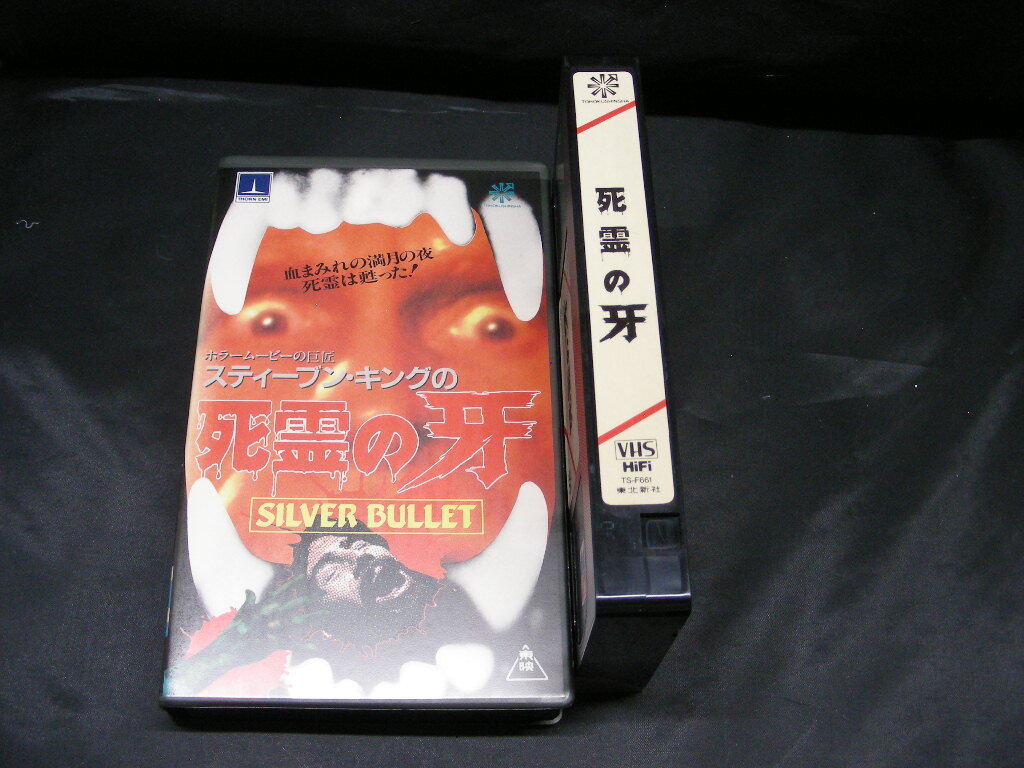 THORN EMI
TOHOKUSHINSHA
血まみれの満月の夜
死霊は甦った!
ホラームービーの巨匠
スティーブン・キングの
死霊の牙
SILVER BULLET
東映
TOHOKUSHINSHA
死霊の牙
VHS
HiFi
TS-F661
東北新社